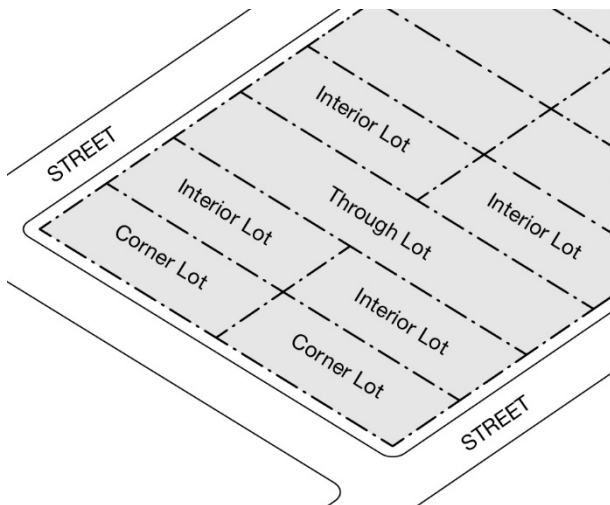 Interior Lot
STREET
Through Lot
Interior Lot
Interior Lot
Corner Lot
Interior Lot
Corner Lot
STREET